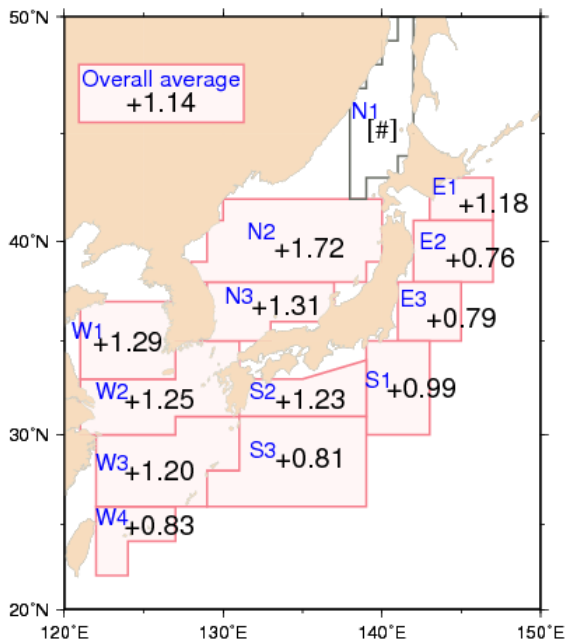 50°N
Overall average
+1.14
N1
[#]
E1
+1.18
40°N
N2
+1.72
E2
+0.76
N3
+1.31
E3
+0.79
W1
+1.29
W2
+1.25
S2
+1.23
S1
+0.99
30°N
W3
+1.20
S3
+0.81
W4
+0.83
20°N
120°E
130°E
140°E
150°E